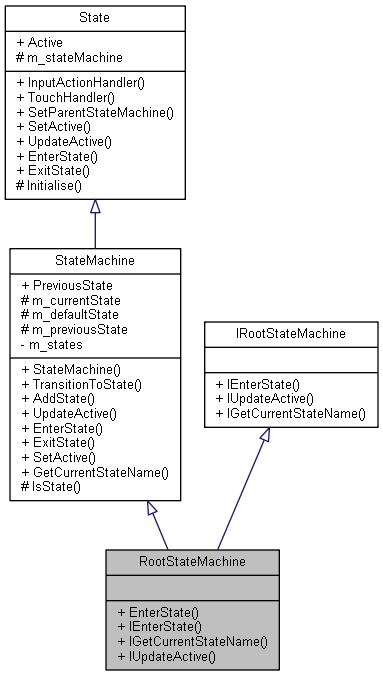 State
+ Active
# m_stateMachine
+ InputActionHandler()
+ TouchHandler()
+ SetParentStateMachine()
+ SetActive()
+ UpdateActive()
+ EnterState()
+ ExitState()
# Initialise()
StateMachine
+ PreviousState
# m_currentState
# m_defaultState
# m_previousState
- m_states
+ StateMachine()
+ TransitionToState()
+ AddState()
+ UpdateActive()
+ EnterState()
+ ExitState()
+ SetActive()
+ GetCurrentStateName()
# IsState()
IRootStateMachine
+ IEnterState()
+ IUpdateActive()
+ IGetCurrentStateName()
RootStateMachine
+ EnterState()
+ IEnterState()
+ IGetCurrentStateName()
+ IUpdateActive()